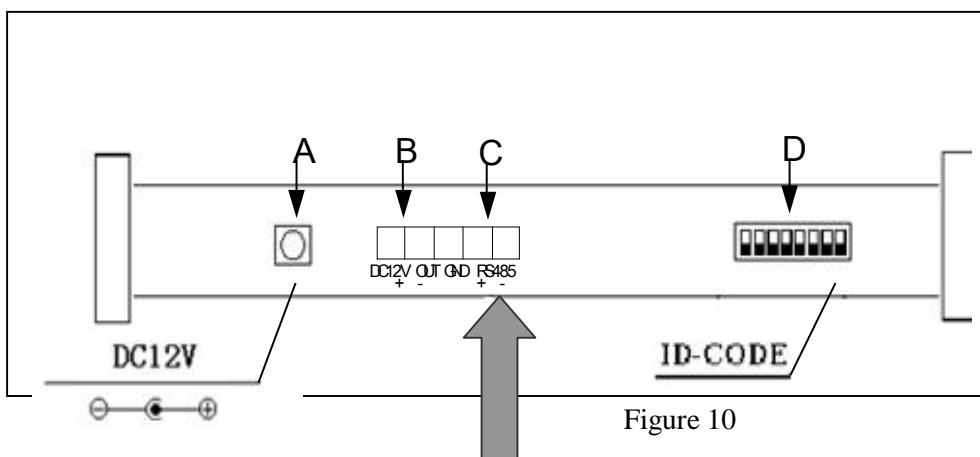 A B C D
DC12V OUT GND RS485
+ - + -
DC12V
ID-CODE
- +
Figure 10